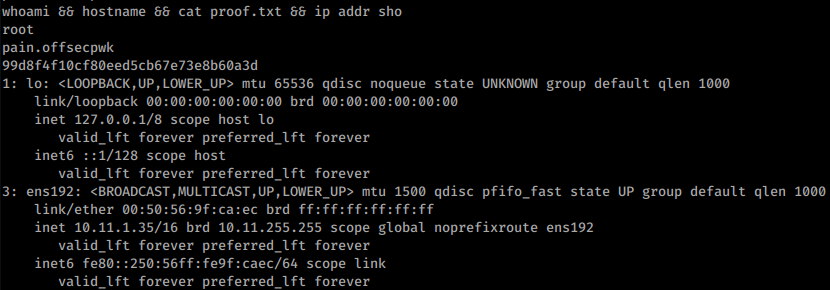 whoami && hostname && cat proof.txt && ip addr sho
root
pain.offsecpwk
99d8f4f10cf80eed5cb67e73e8b60a3d
1: lo: <LOOPBACK,UP,LOWER_UP> mtu 65536 qdisc noqueue state UNKNOWN group default qlen 1000
    link/loopback 00:00:00:00:00:00 brd 00:00:00:00:00:00
    inet 127.0.0.1/8 scope host lo
       valid_lft forever preferred_lft forever
    inet6 ::1/128 scope host
       valid_lft forever preferred_lft forever
3: ens192: <BROADCAST,MULTICAST,UP,LOWER_UP> mtu 1500 qdisc pfifo_fast state UP group default qlen 1000
    link/ether 00:50:56:9f:ca:ec brd ff:ff:ff:ff:ff:ff
    inet 10.11.1.35/16 brd 10.11.255.255 scope global noprefixroute ens192
       valid_lft forever preferred_lft forever
    inet6 fe80::250:56ff:fe9f:caec/64 scope link
       valid_lft forever preferred_lft forever